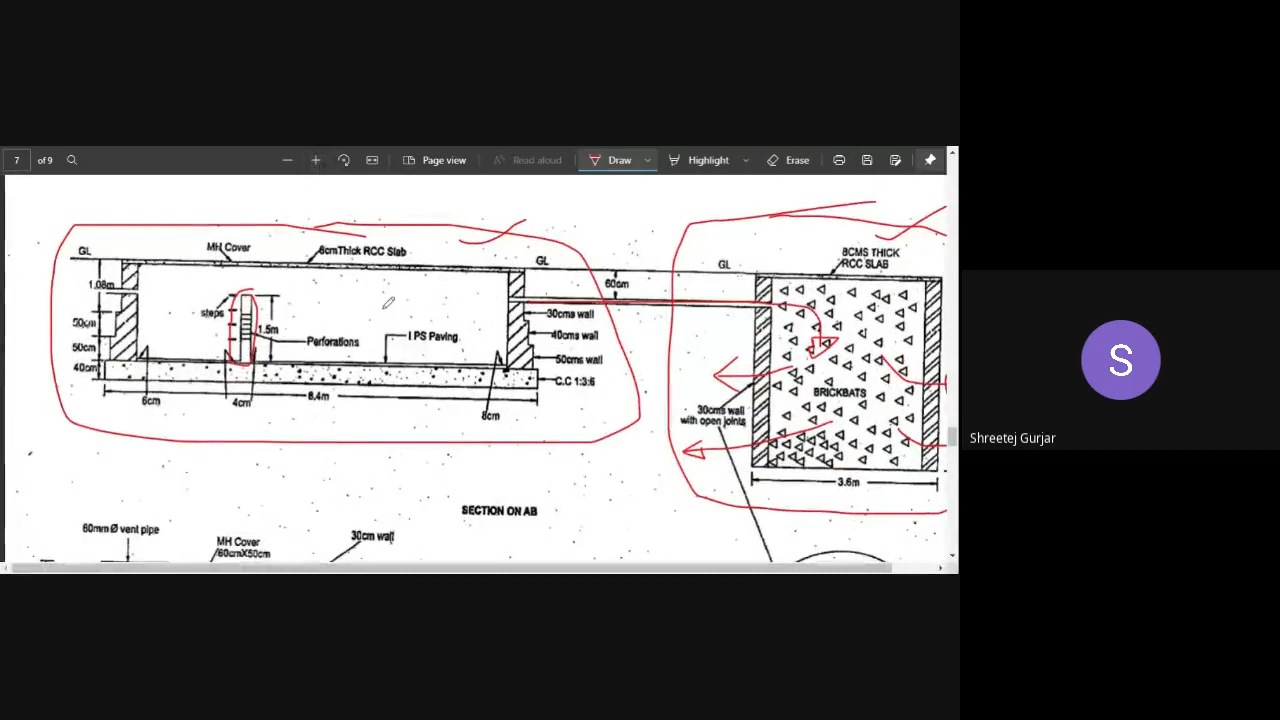 7 of 9
Page view
Read aloud
Draw
Highlight
Erase
GL
MH Cover
8cmThick RCC Slab
GL
GL
8CMS THICK
RCC SLAB
1.08m
60cm
steps
1.5m
30cms wall
50cm
Perforations
I PS Paving
40cms wall
50cm
50cms wall
40cm
C.C 1:3:6
6cm
4cm
8.4m
8cm
BRICKBATS
30cms wall
with open joints
3.6m
SECTION ON AB
60mm Ø vent pipe
MH Cover
60cmX50cm
30cm wall
S
Shreetej Gurjar